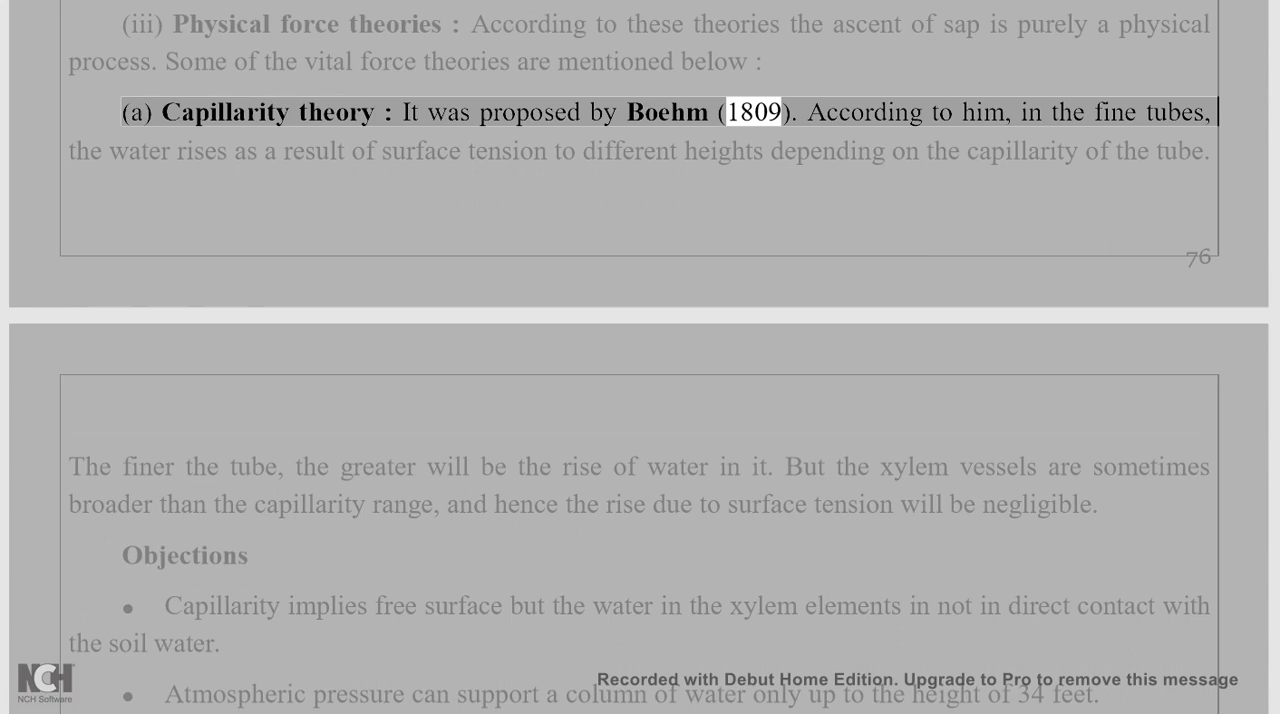 (iii) Physical force theories : According to these theories the ascent of sap is purely a physical
process. Some of the vital force theories are mentioned below :
(a) Capillarity theory : It was proposed by Boehm (1809). According to him, in the fine tubes,
the water rises as a result of surface tension to different heights depending on the capillarity of the tube.
76
The finer the tube, the greater will be the rise of water in it. But the xylem vessels are sometimes
broader than the capillarity range, and hence the rise due to surface tension will be negligible.
Objections
● Capillarity implies free surface but the water in the xylem elements in not in direct contact with
the soil water.
● Atmospheric pressure can support a column of water only up to the height of 34 feet.
NCH
NCH Software
Recorded with Debut Home Edition. Upgrade to Pro to remove this message